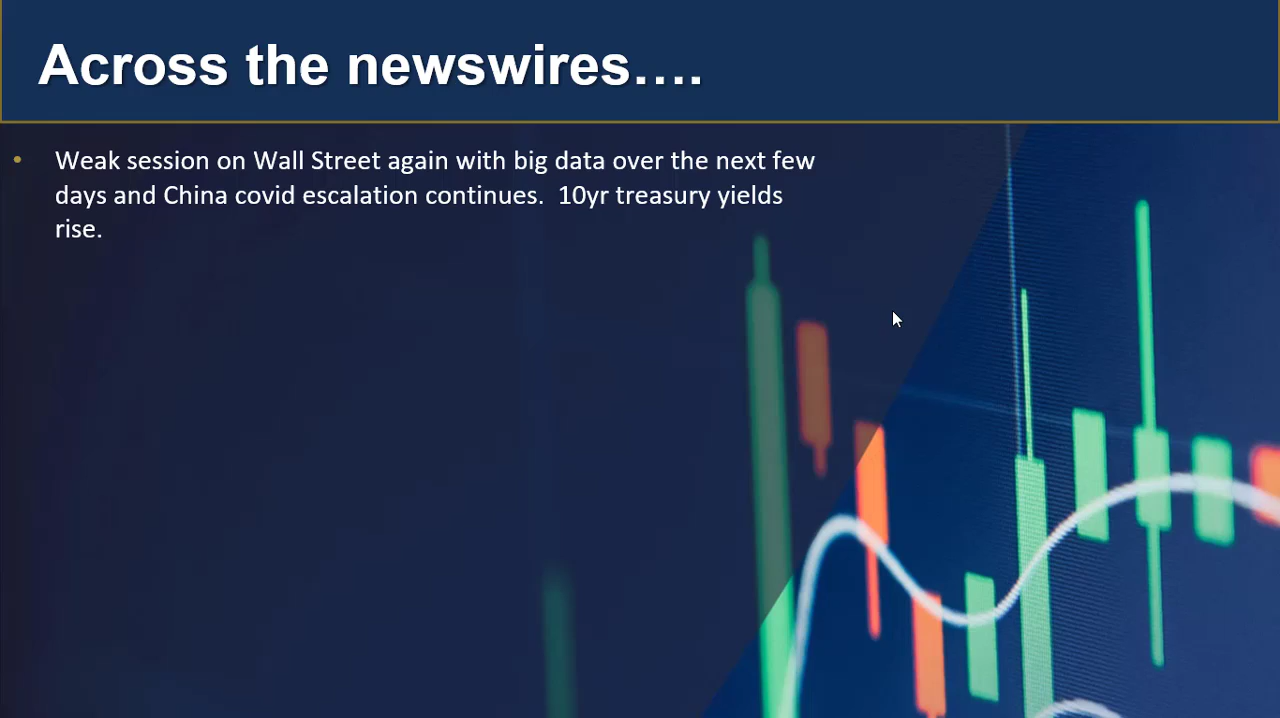 Across the newswires….
• Weak session on Wall Street again with big data over the next few
days and China covid escalation continues.  10yr treasury yields
rise.